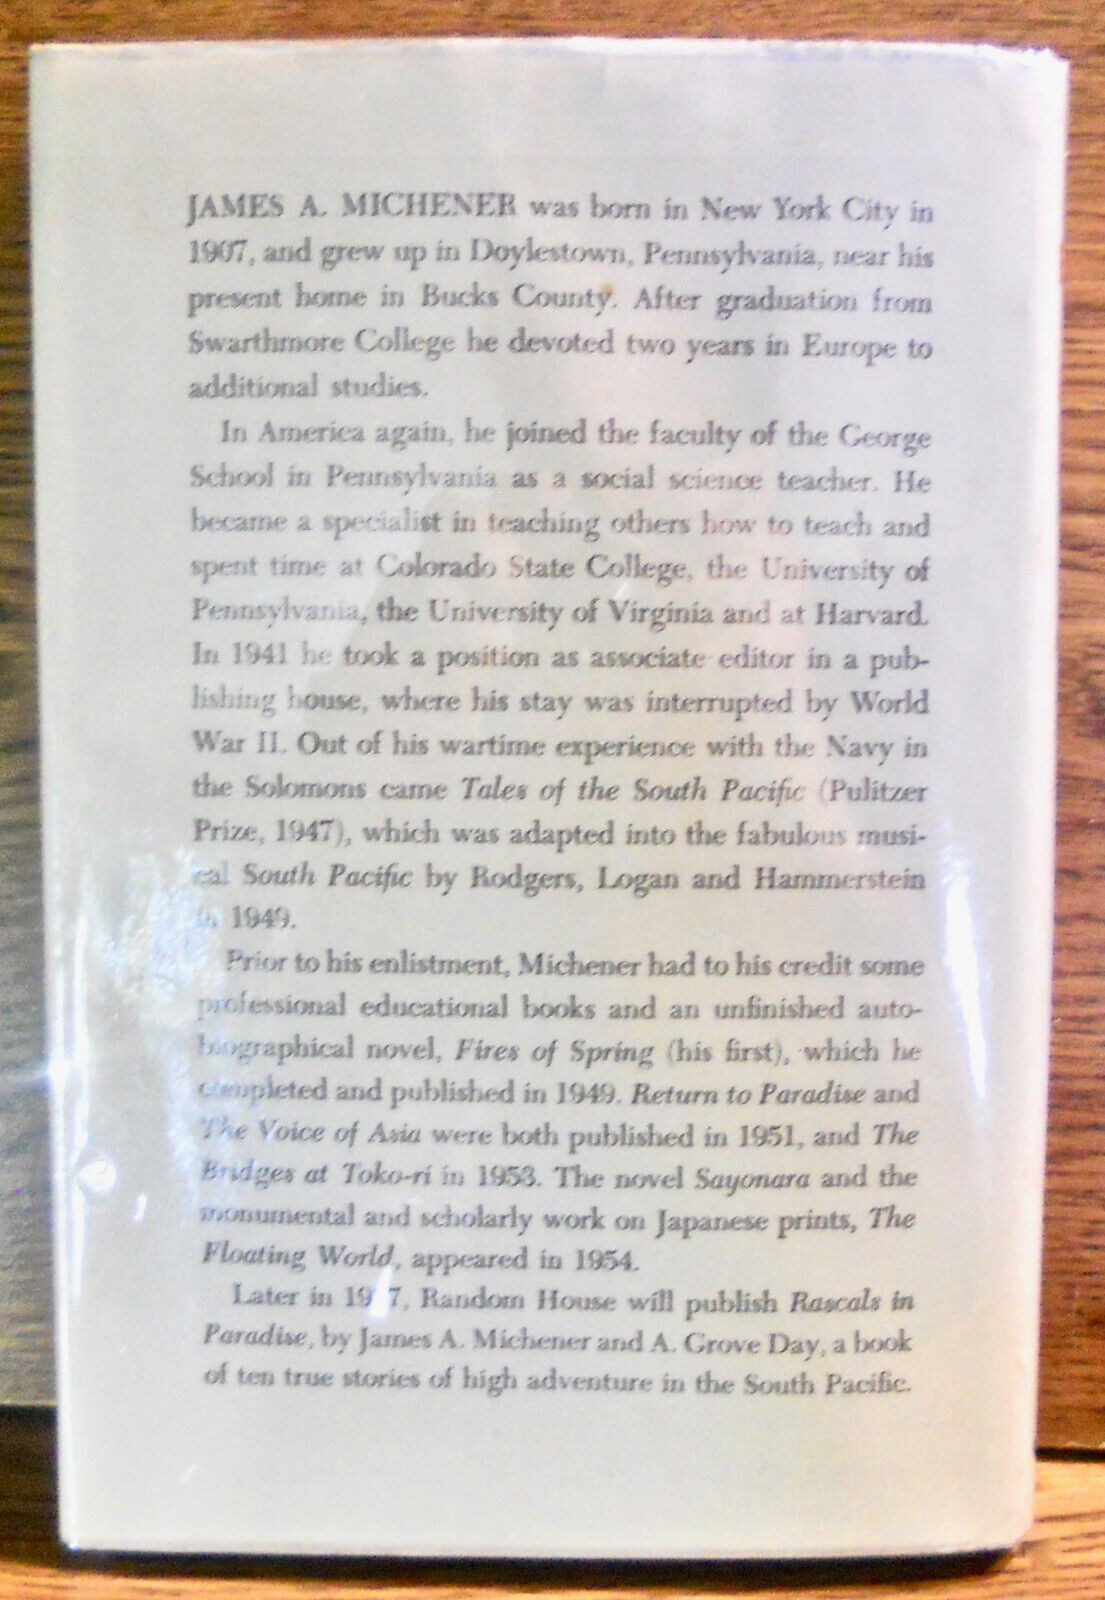 JAMES A. MICHENER was born in New York City in
1907, and grew up in Doylestown, Pennsylvania, near his
present home in Bucks County. After graduation from
Swarthmore College he devoted two years in Europe to
additional studies.
In America again, he joined the faculty of the George
School in Pennsylvania as a social science teacher. He
became a specialist in teaching others how to teach and
spent time at Colorado State College, the University of
Pennsylvania, the University of Virginia and at Harvard.
In 1941 he took a position as associate editor in a pub-
lishing house, where his stay was interrupted by World
War II. Out of his wartime experience with the Navy in
the Solomons came Tales of the South Pacific (Pulitzer
Prize, 1947), which was adapted into the fabulous musi-
cal South Pacific by Rodgers, Logan and Hammerstein
in 1949.
Prior to his enlistment, Michener had to his credit some
professional educational books and an unfinished auto-
biographical novel, Fires of Spring (his first), which he
completed and published in 1949. Return to Paradise and
The Voice of Asia were both published in 1951, and The
Bridges at Toko-ri in 1953. The novel Sayonara and the
monumental and scholarly work on Japanese prints, The
Floating World, appeared in 1954.
Later in Random House will publish Rascals in
Paradise, by James A. Michener and A. Grove Day, a book
of ten true stories of high adventure in the South Pacific.